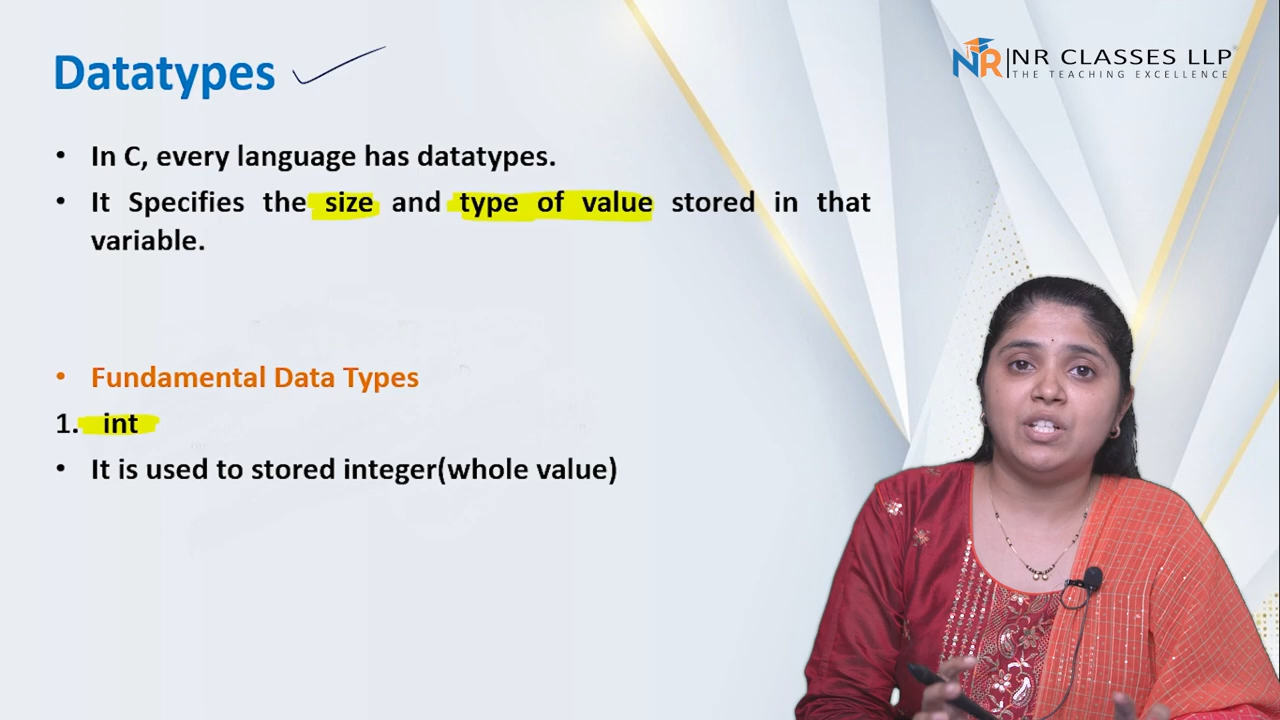 Datatypes
NR|NR CLASSES LLP
THE TEACHING EXCELLENCE
• In C, every language has datatypes.
• It Specifies the size and type of value stored in that
variable.
• Fundamental Data Types
1. int
• It is used to stored integer(whole value)